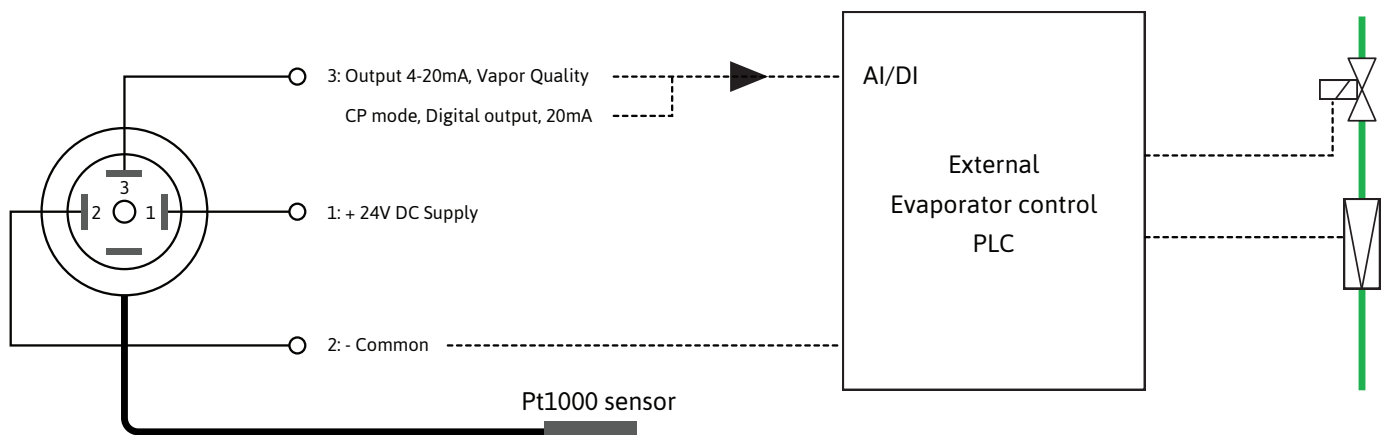 3: Output 4-20mA, Vapor Quality
CP mode, Digital output, 20mA
AI/DI
External
Evaporator control
PLC
3
2
1
1: + 24V DC Supply
2: - Common
Pt1000 sensor